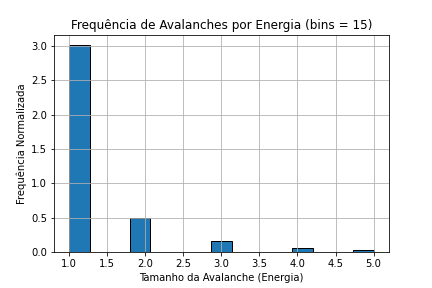 Frequência de Avalanches por Energia (bins = 15)
Frequência Normalizada
3.0
2.5
2.0
1.5
1.0
0.5
0.0
1.0 1.5 2.0 2.5 3.0 3.5 4.0 4.5 5.0
Tamanho da Avalanche (Energia)